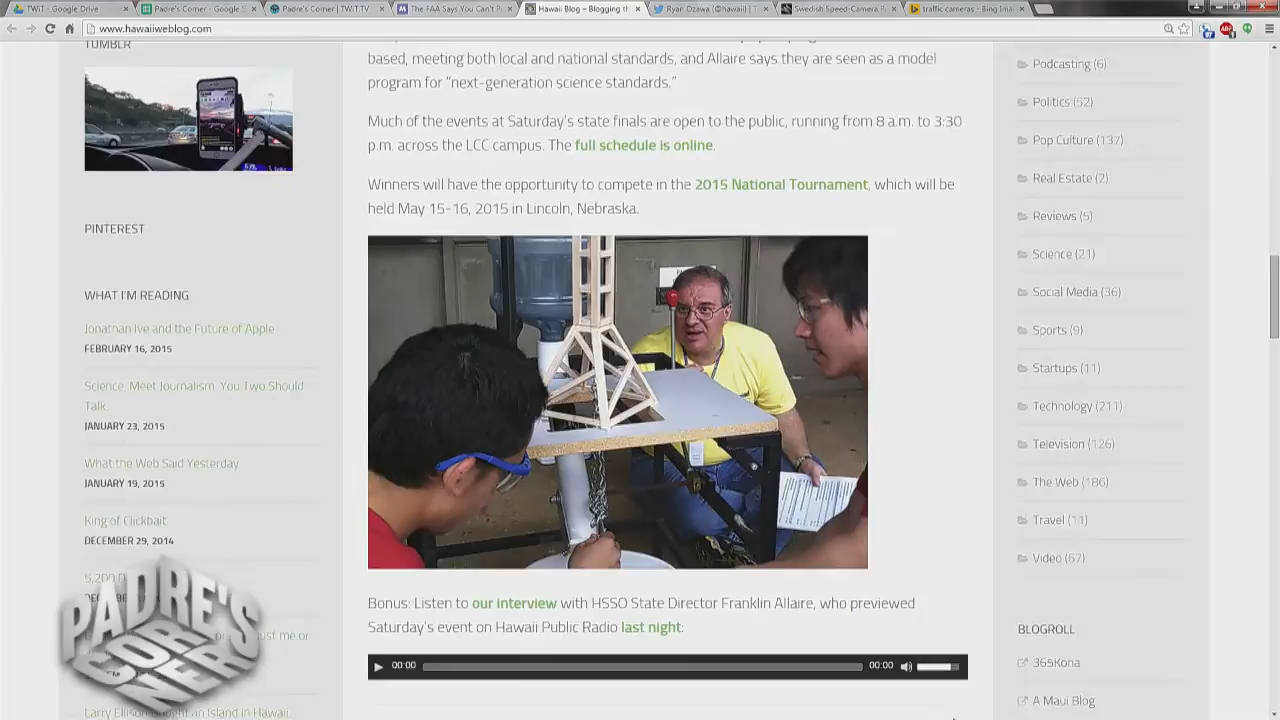 TWiT - Google Drive
Padre's Corner - Google S
Padre's Corner | TWiT.TV
The FAA Says You Can't P
Hawaii Blog – Blogging th
Ryan Ozawa (@hawaii) | T
Swedish Speed-Camera P
traffic cameras - Bing Ima
www.hawaiiweblog.com
TUMBLR
PINTEREST
WHAT I'M READING
Jonathan Ive and the Future of Apple
FEBRUARY 16, 2015
Science, Meet Journalism. You Two Should
Talk.
JANUARY 23, 2015
What the Web Said Yesterday
JANUARY 19, 2015
King of Clickbait
DECEMBER 29, 2014
5,200 D
just me or
Larry Ellison Bought an Island in Hawaii.
PADRE'S
CORNER
based, meeting both local and national standards, and Allaire says they are seen as a model
program for “next-generation science standards.”
Much of the events at Saturday's state finals are open to the public, running from 8 a.m. to 3:30
p.m. across the LCC campus. The full schedule is online.
Winners will have the opportunity to compete in the 2015 National Tournament, which will be
held May 15-16, 2015 in Lincoln, Nebraska.
Bonus: Listen to our interview with HSSO State Director Franklin Allaire, who previewed
Saturday's event on Hawaii Public Radio last night:
00:00
00:00
Podcasting (6)
Politics (52)
Pop Culture (137)
Real Estate (2)
Reviews (5)
Science (21)
Social Media (36)
Sports (9)
Startups (11)
Technology (211)
Television (126)
The Web (186)
Travel (11)
Video (67)
BLOGROLL
365Kona
A Maui Blog